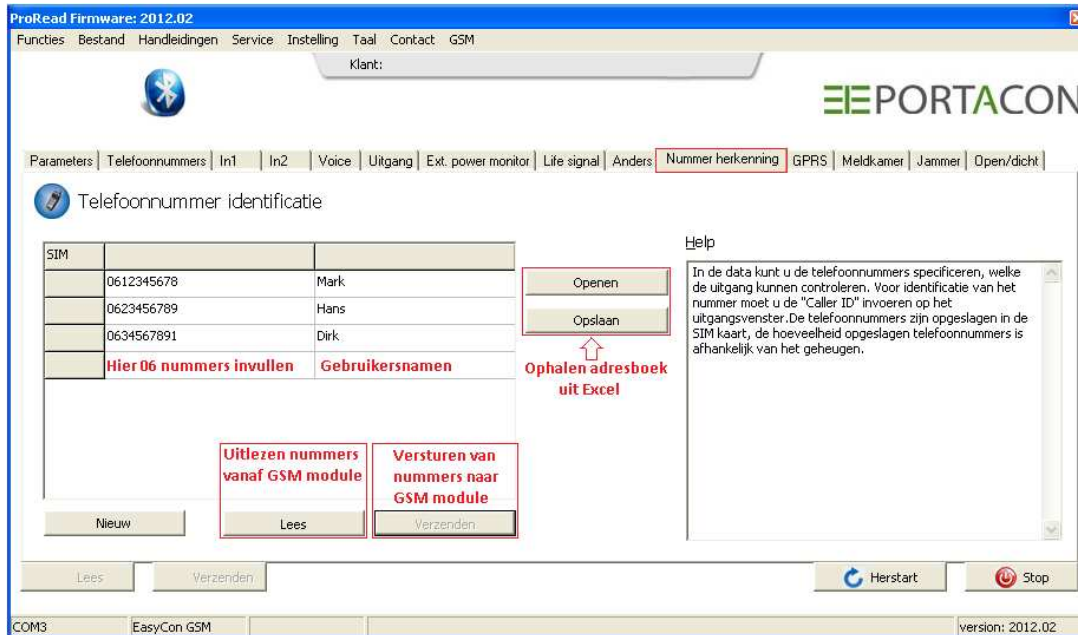 ProRead Firmware: 2012.02
Functies Bestand Handleidingen Service Instelling Taal Contact GSM
Klant:
PORTACON
Parameters Telefoonnummers In1 In2 Voice Uitgang Ext. power monitor Life signal Anders Nummer herkenning GPRS Meldkamer Jammer Open/dicht
Telefoonnummer identificatie
SIM
0612345678 Mark
0623456789 Hans
0634567891 Dirk
Hier 06 nummers invullen Gebruikersnamen
Openen
Opslaan
Ophalen adresboek
uit Excel
Help
In de data kunt u de telefoonnummers specificeren, welke
de uitgang kunnen controleren. Voor identificatie van het
nummer moet u de "Caller ID" invoeren op het
uitgangsvenster.De telefoonnummers zijn opgeslagen in de
SIM kaart, de hoeveelheid opgeslagen telefoonnummers is
afhankelijk van het geheugen.
Uitlezen nummers
vanaf GSM module
Versturen van
nummers naar
GSM module
Nieuw Lees Verzenden
Lees Verzenden Herstart Stop
COM3 EasyCon GSM version: 2012.02